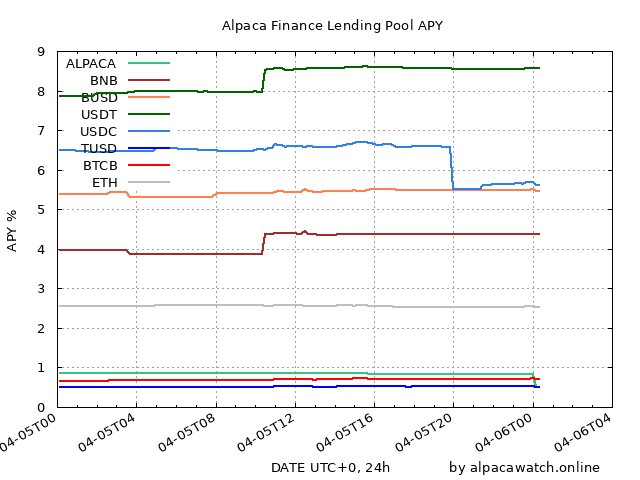 Alpaca Finance Lending Pool APY
9
8
7
6
5
4
3
2
1
0
APY %
ALPACA
BNB
BUSD
USDT
USDC
TUSD
BTCB
ETH
04-05T00
04-05T04
04-05T08
04-05T12
04-05T16
04-05T20
04-06T00
04-06T04
DATE UTC+0, 24h
by alpacawatch.online